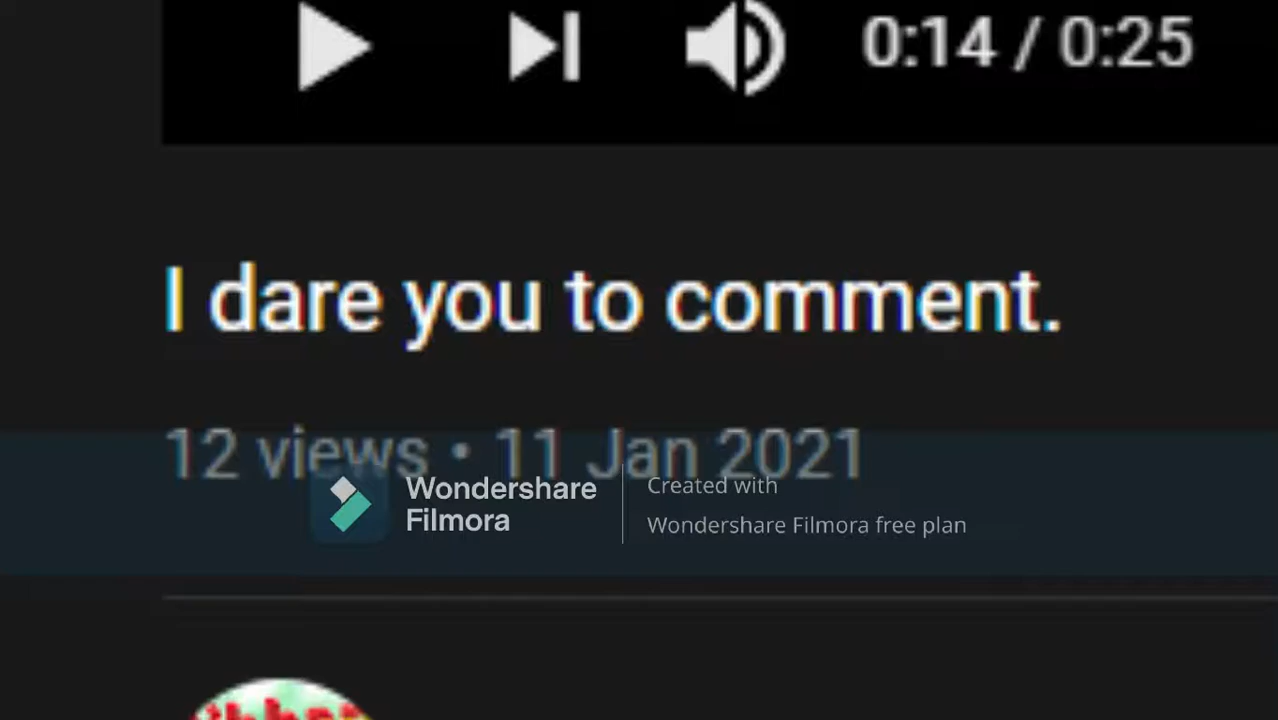 0:14 / 0:25
I dare you to comment.
12 views • 11 Jan 2021
Wondershare
Filmora
Created with
Wondershare Filmora free plan